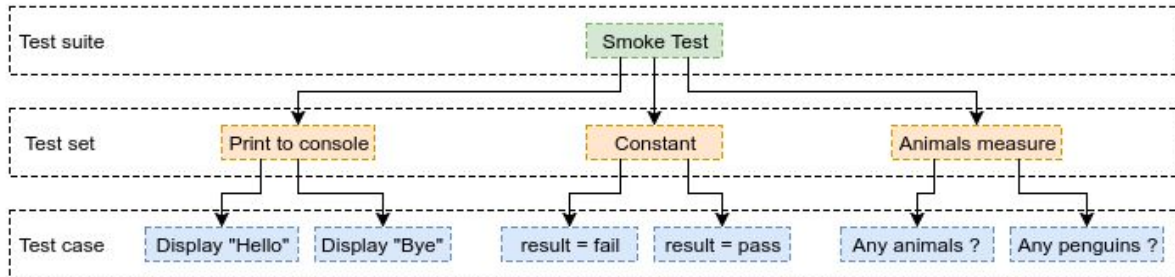 Test suite
Smoke Test
Test set
Print to console
Constant
Animals measure
Test case
Display "Hello"
Display "Bye"
result = fail
result = pass
Any animals ?
Any penguins ?